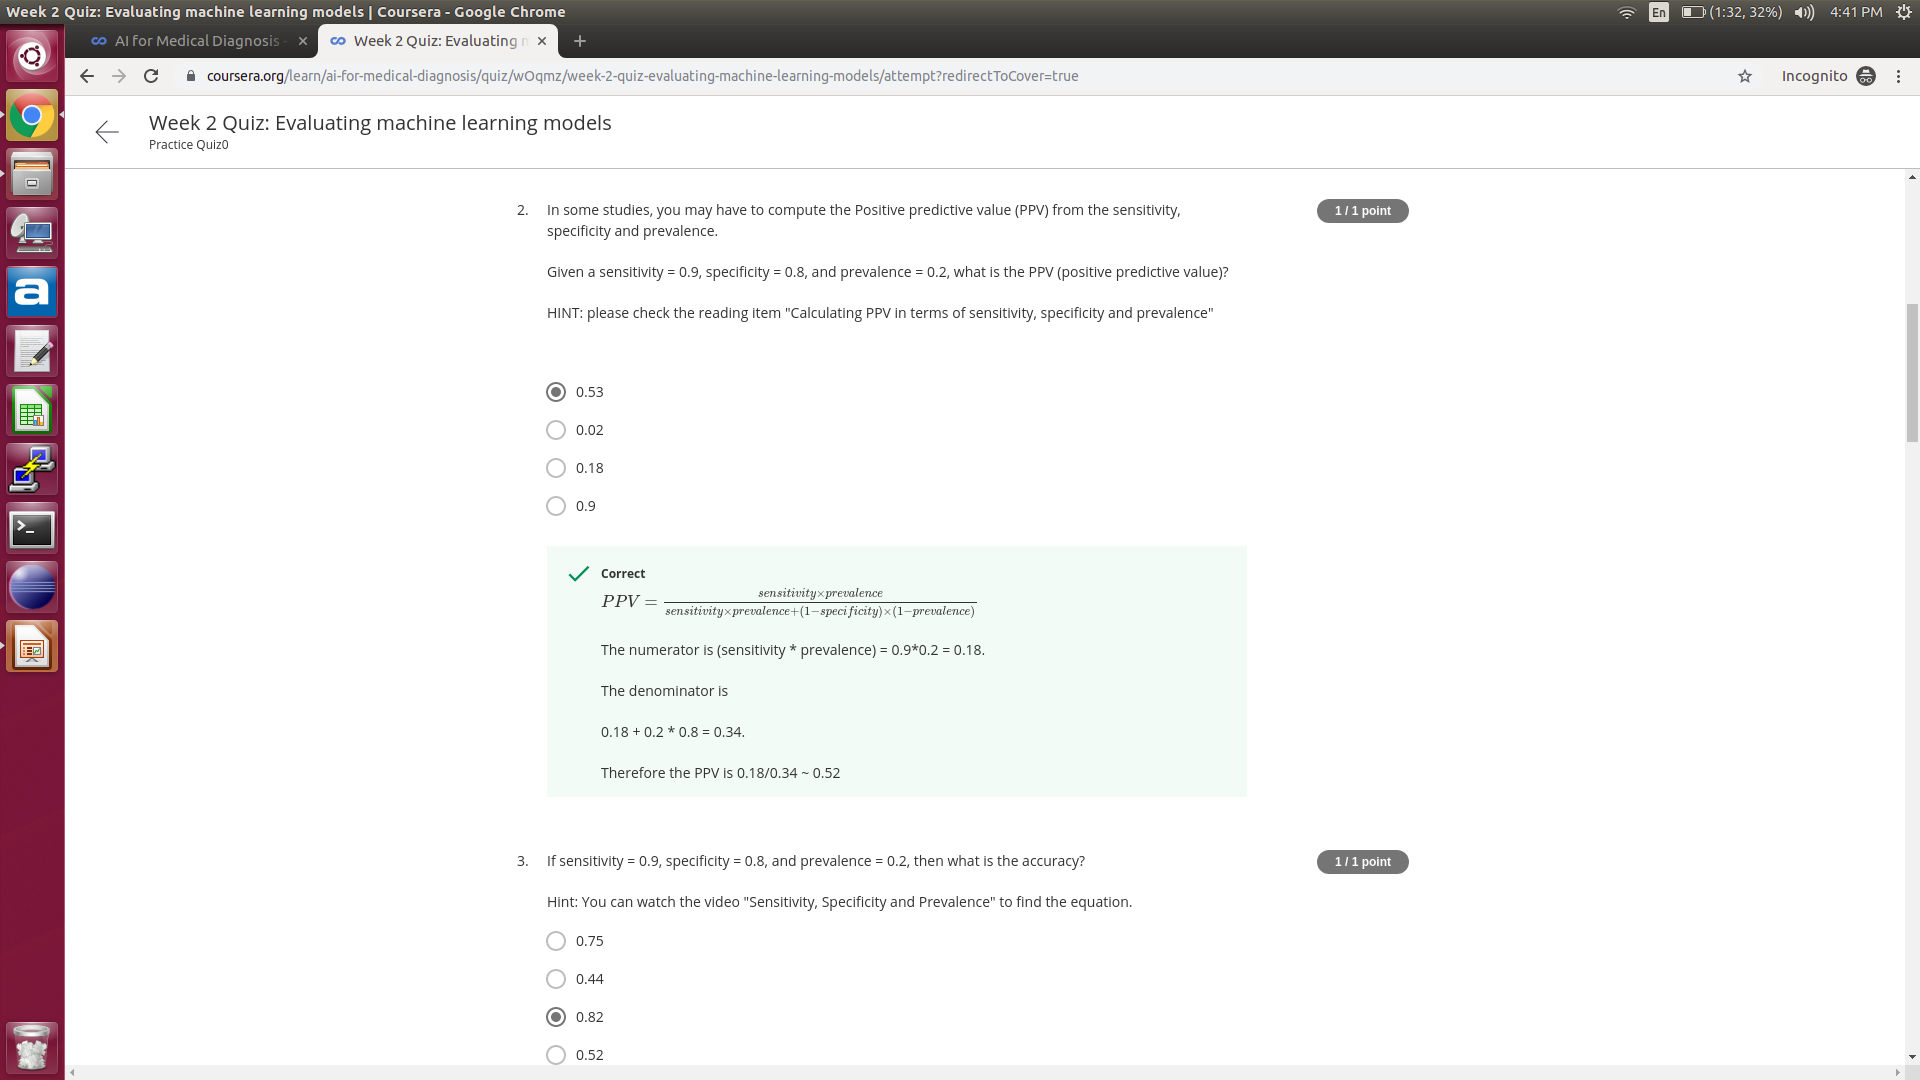 Week 2 Quiz: Evaluating machine learning models | Coursera - Google Chrome
En
(1:32, 32%)
4:41 PM
AI for Medical Diagnosis
Week 2 Quiz: Evaluating
coursera.org/learn/ai-for-medical-diagnosis/quiz/wOqmz/week-2-quiz-evaluating-machine-learning-models/attempt?redirectToCover=true
Incognito
Week 2 Quiz: Evaluating machine learning models
Practice Quiz0
2. In some studies, you may have to compute the Positive predictive value (PPV) from the sensitivity,
specificity and prevalence.
1 / 1 point
Given a sensitivity = 0.9, specificity = 0.8, and prevalence = 0.2, what is the PPV (positive predictive value)?
HINT: please check the reading item "Calculating PPV in terms of sensitivity, specificity and prevalence"
0.53
0.02
0.18
0.9
Correct
PPV = sensitivity×prevalence / sensitivity×prevalence+(1−specificity)×(1−prevalence)
The numerator is (sensitivity * prevalence) = 0.9*0.2 = 0.18.
The denominator is
0.18 + 0.2 * 0.8 = 0.34.
Therefore the PPV is 0.18/0.34 ~ 0.52
3. If sensitivity = 0.9, specificity = 0.8, and prevalence = 0.2, then what is the accuracy?
1 / 1 point
Hint: You can watch the video "Sensitivity, Specificity and Prevalence" to find the equation.
0.75
0.44
0.82
0.52